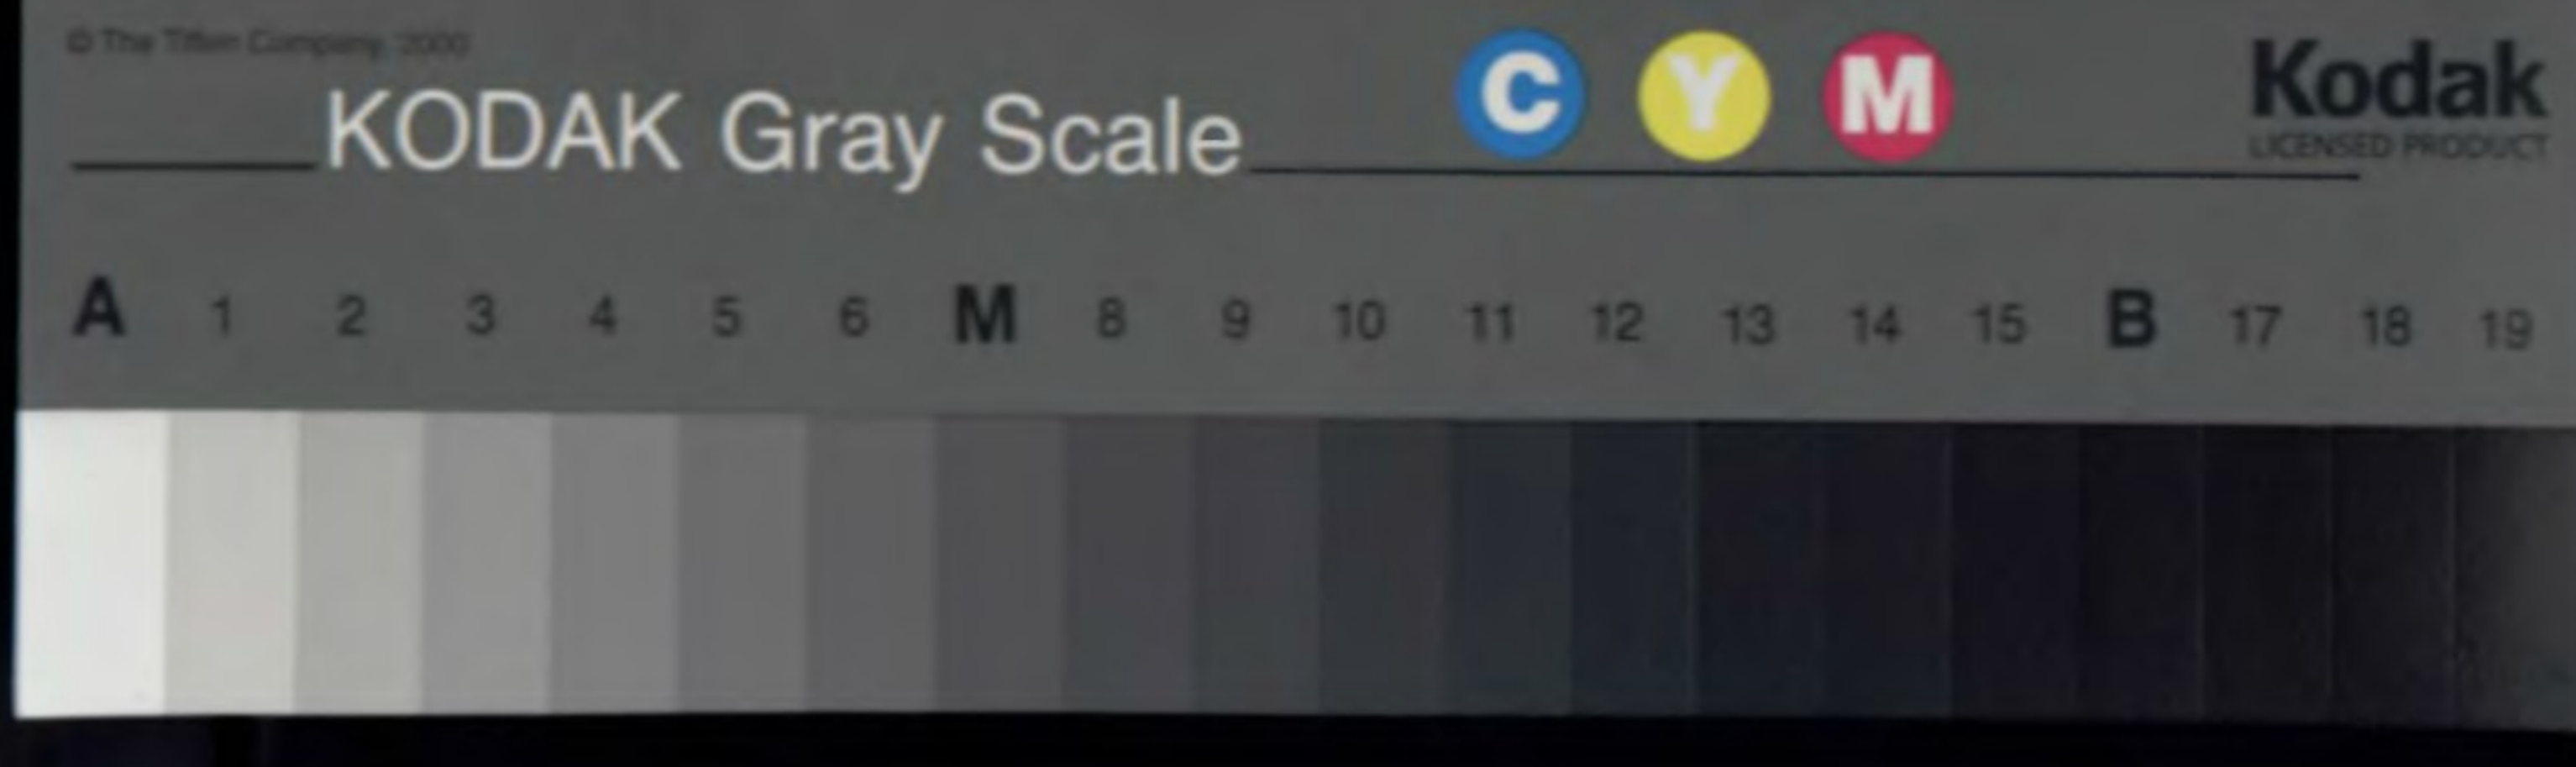 © The Tiffen Company, 2000
KODAK Gray Scale
C Y M
Kodak
LICENSED PRODUCT
A 1 2 3 4 5 6 M 8 9 10 11 12 13 14 15 B 17 18 19